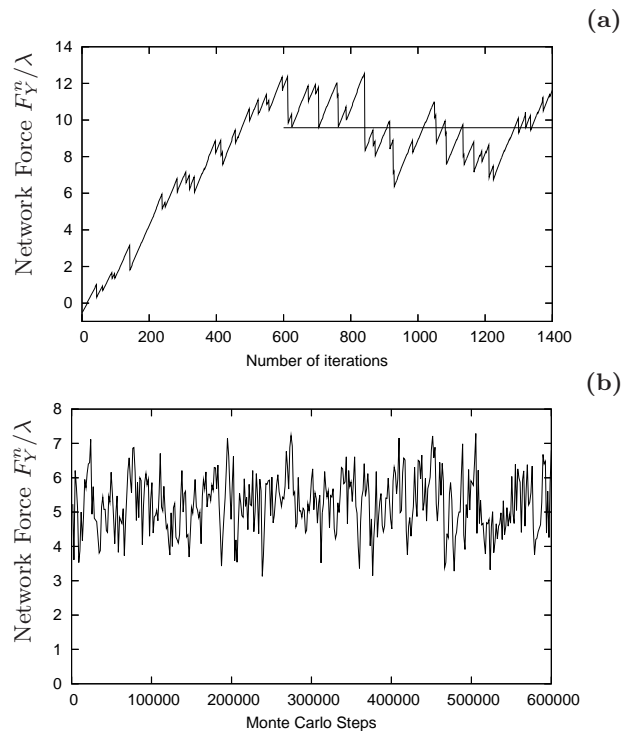 (a)
Network Force F_Y^n/λ
14
12
10
8
6
4
2
0
0 200 400 600 800 1000 1200 1400
Number of iterations
(b)
Network Force F_Y^n/λ
8
7
6
5
4
3
2
1
0
0 100000 200000 300000 400000 500000 600000
Monte Carlo Steps